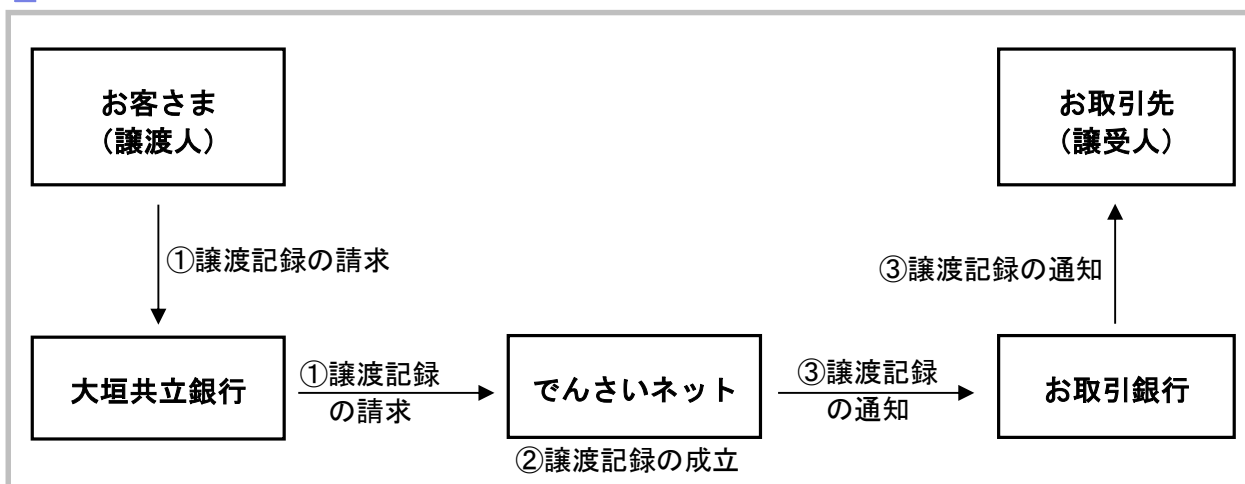 お客さま
（譲渡人）
お取引先
（譲受人）
①譲渡記録の請求
③譲渡記録の通知
大垣共立銀行
①譲渡記録
の請求
でんさいネット
②譲渡記録の成立
③譲渡記録
の通知
お取引銀行